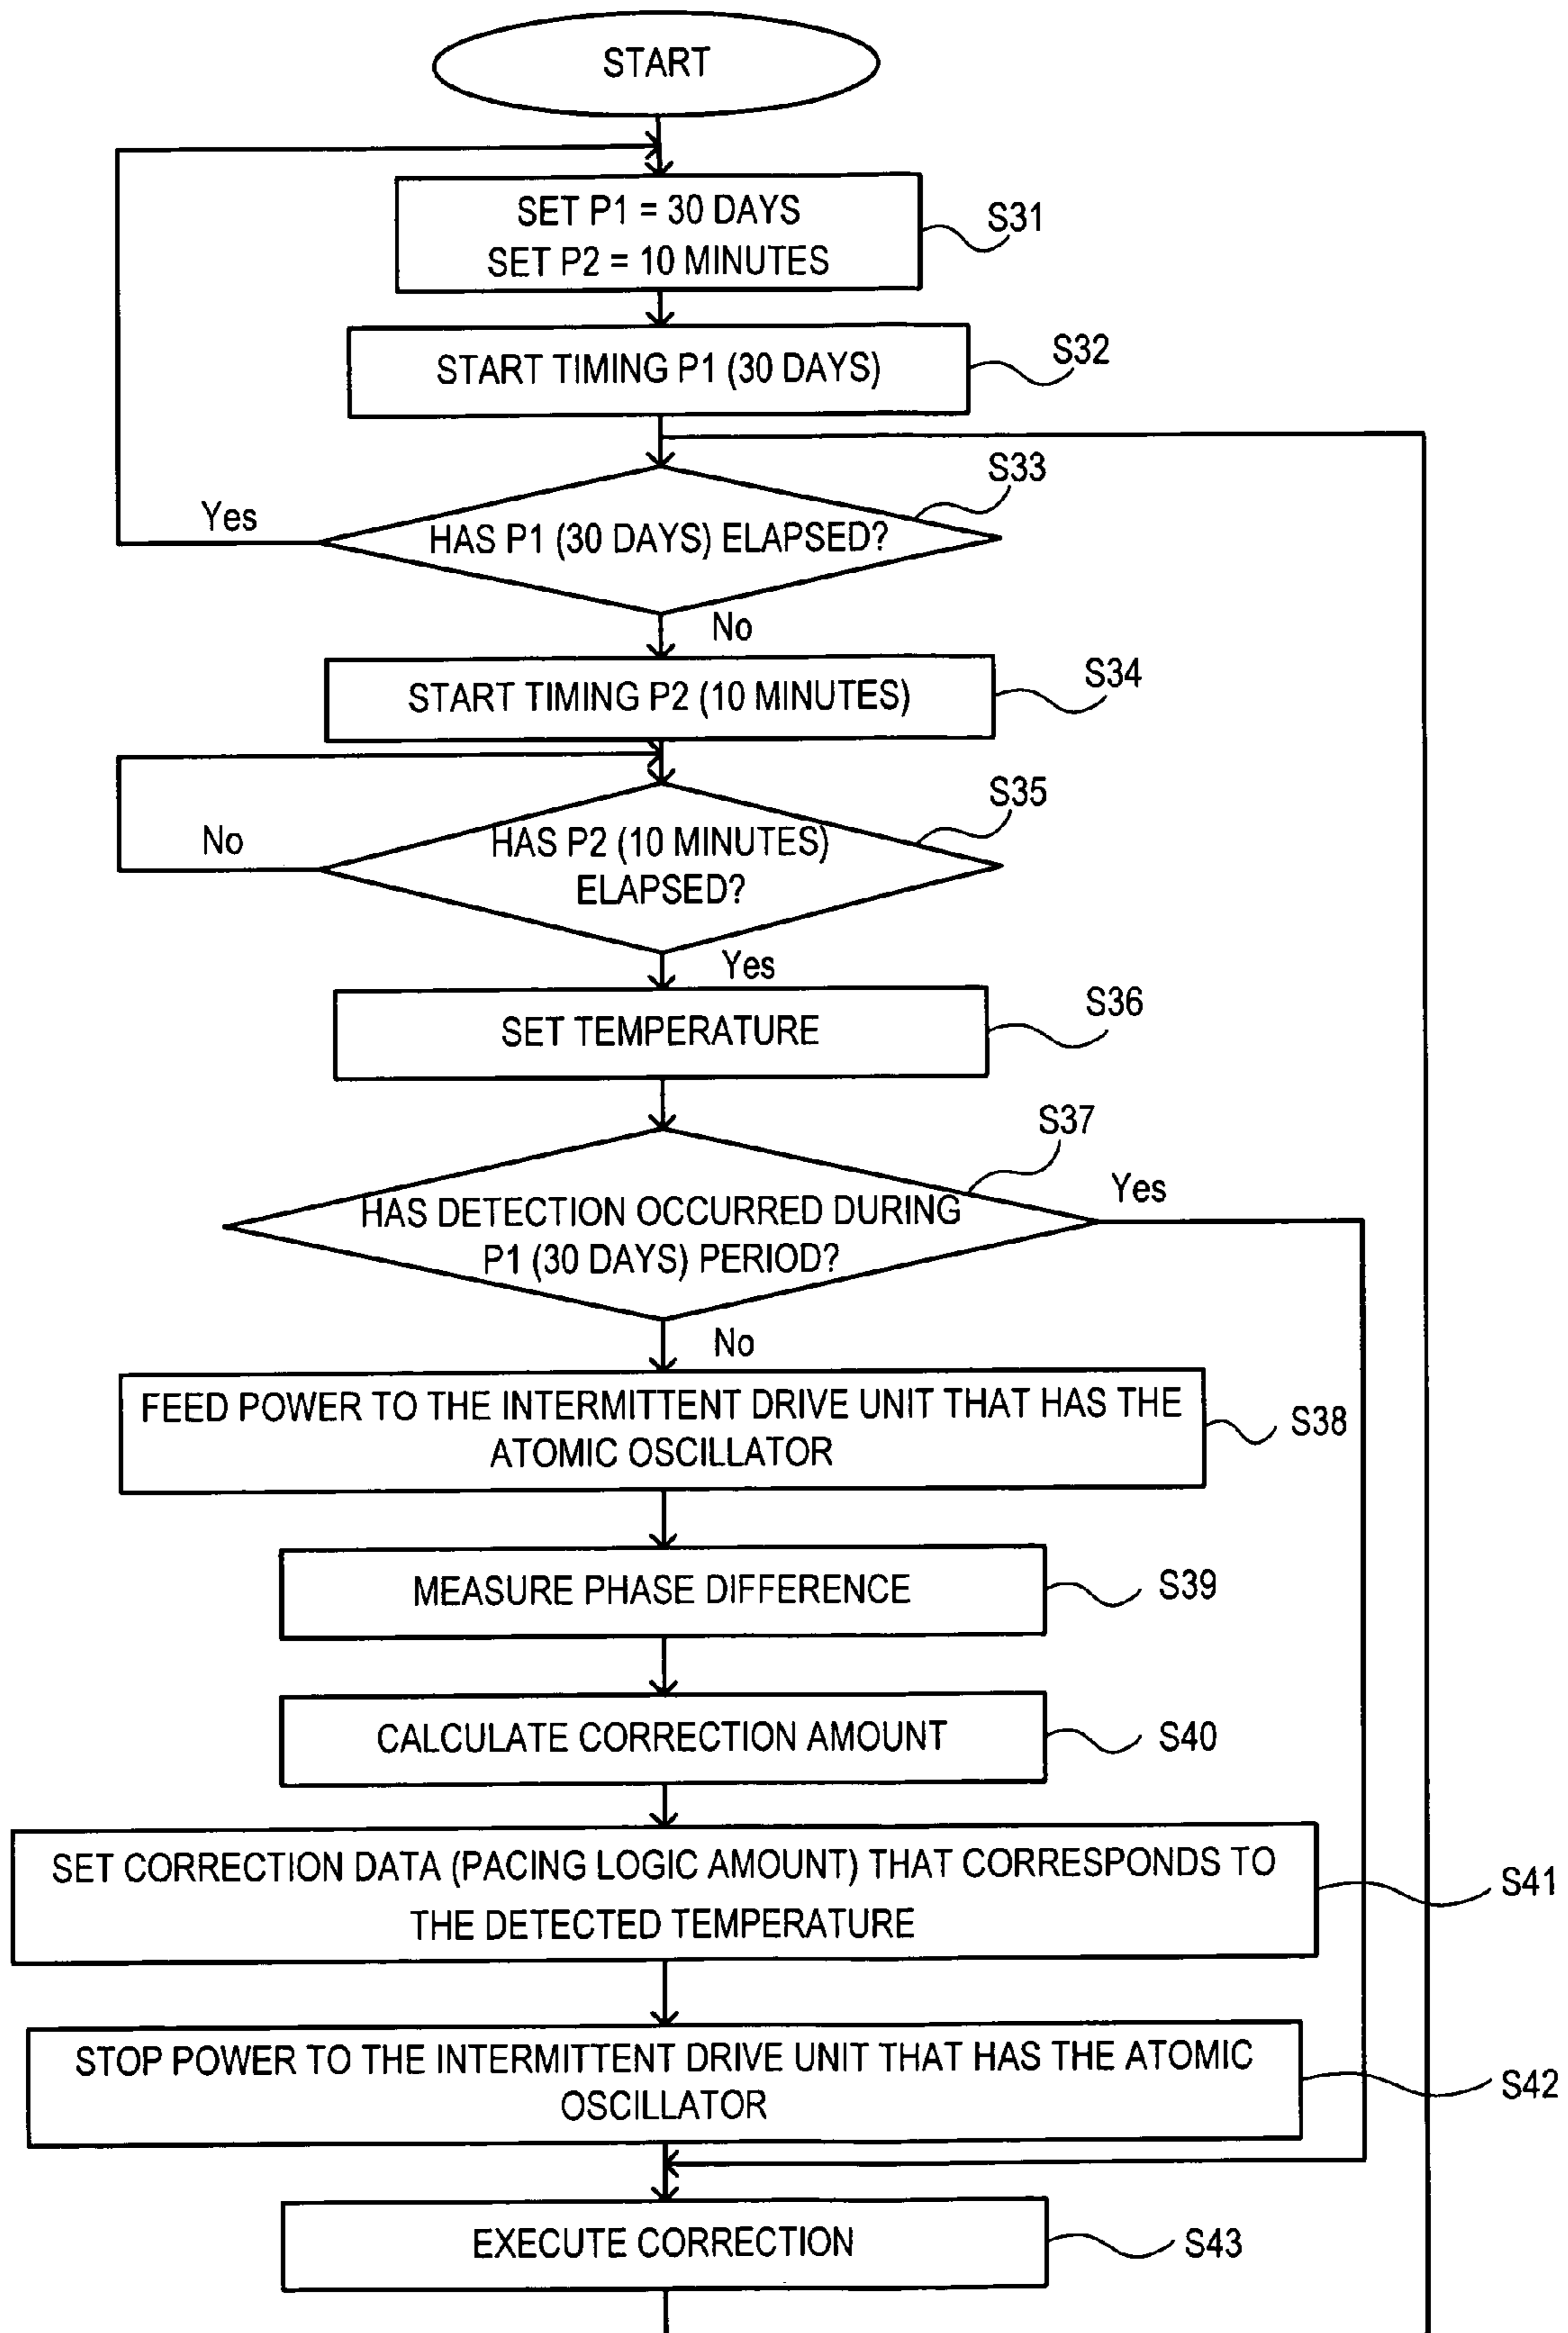 START
SET P1 = 30 DAYS
SET P2 = 10 MINUTES
S31
START TIMING P1 (30 DAYS)
S32
S33
Yes
HAS P1 (30 DAYS) ELAPSED?
No
START TIMING P2 (10 MINUTES)
S34
S35
No
HAS P2 (10 MINUTES)
ELAPSED?
Yes
SET TEMPERATURE
S36
S37
Yes
HAS DETECTION OCCURRED DURING
P1 (30 DAYS) PERIOD?
No
FEED POWER TO THE INTERMITTENT DRIVE UNIT THAT HAS THE
ATOMIC OSCILLATOR
S38
MEASURE PHASE DIFFERENCE
S39
CALCULATE CORRECTION AMOUNT
S40
SET CORRECTION DATA (PACING LOGIC AMOUNT) THAT CORRESPONDS TO
THE DETECTED TEMPERATURE
S41
STOP POWER TO THE INTERMITTENT DRIVE UNIT THAT HAS THE ATOMIC
OSCILLATOR
S42
EXECUTE CORRECTION
S43